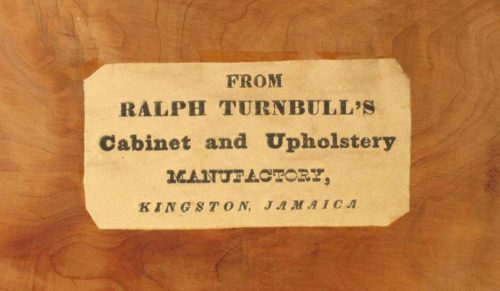 FROM
RALPH TURNBULL'S
Cabinet and Upholstery
MANUFACTORY,
KINGSTON, JAMAICA